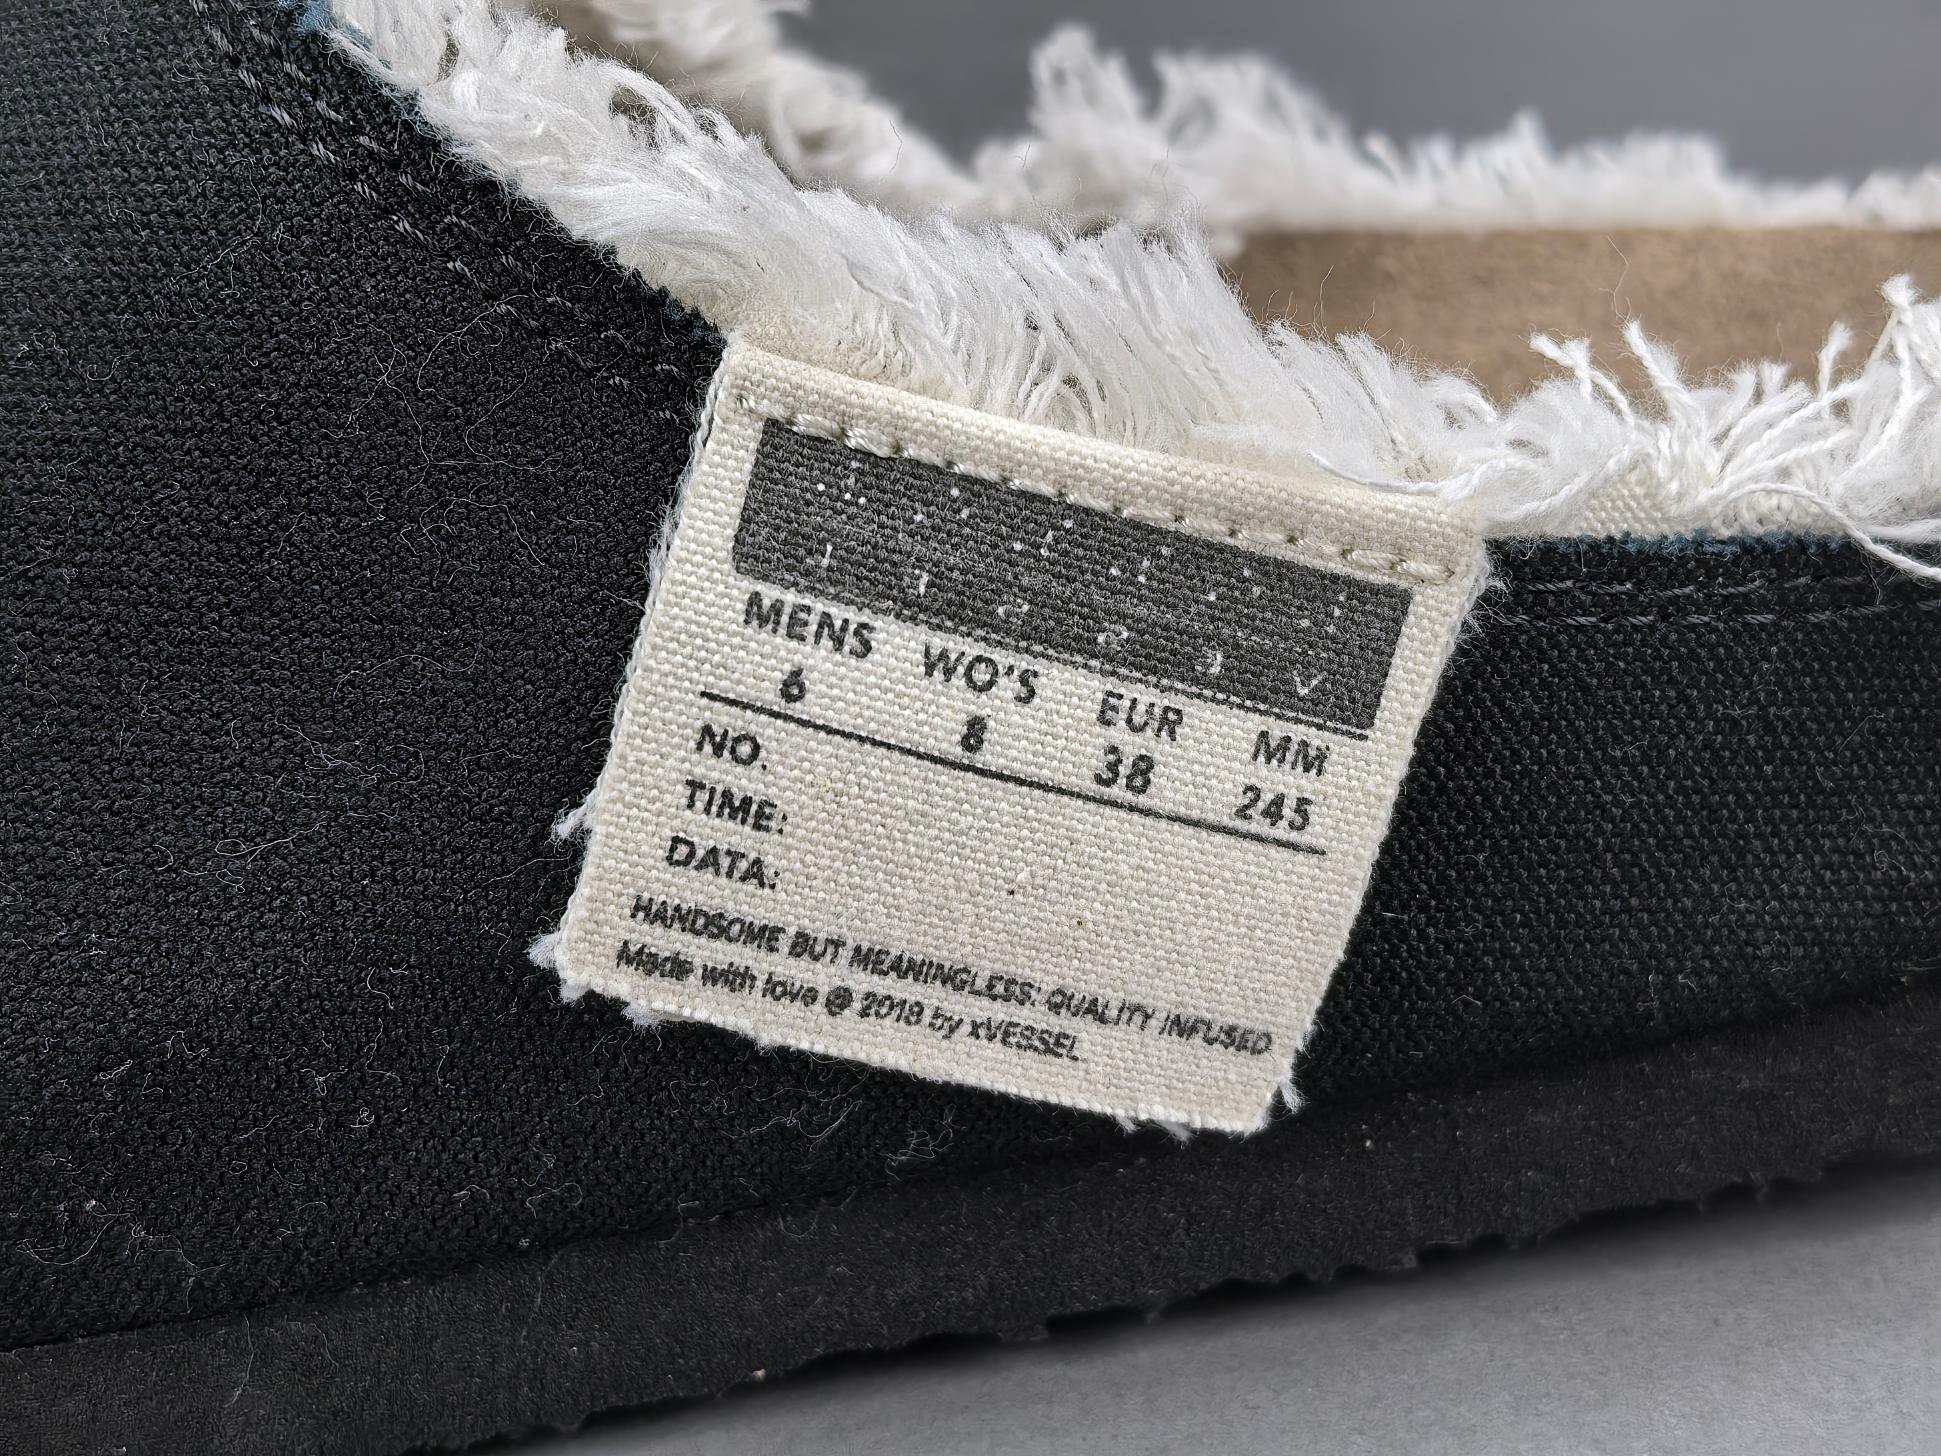 MENS WO'S EUR MM
6 8 38 245
NO.
TIME:
DATA:
HANDSOME BUT MEANINGLESS: QUALITY INFUSED
Made with love @ 2018 by xVESSEL